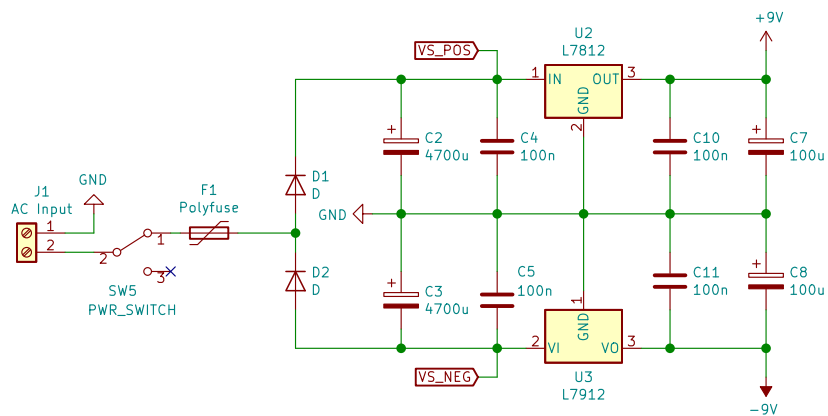 +9V
U2
L7812
VS_POS
1
IN
OUT
3
GND
2
+
C2
4700u
C4
100n
C10
100n
+
C7
100u
J1
AC Input
GND
F1
Polyfuse
D1
D
GND
1
2
2
1
3
SW5
PWR_SWITCH
D2
D
+
C3
4700u
C5
100n
C11
100n
+
C8
100u
1
GND
2
VI
VO
3
VS_NEG
U3
L7912
-9V